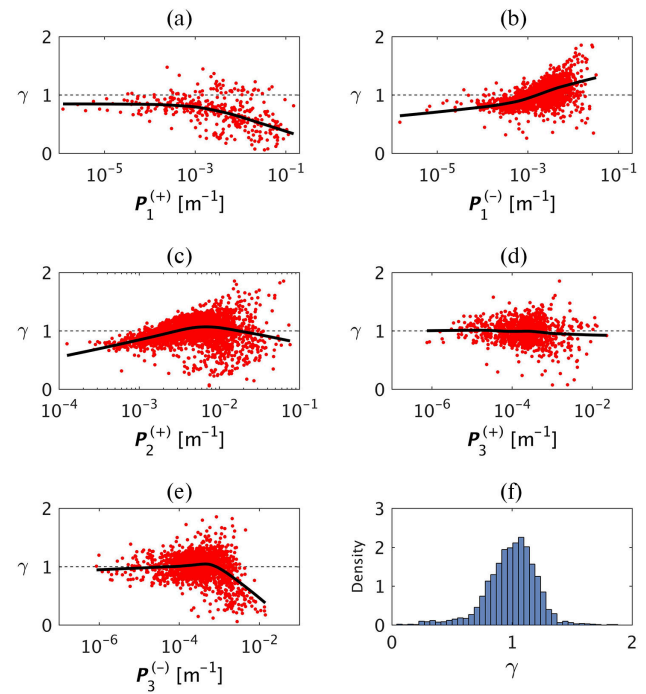 (a) (b)
2 2
γ 1 γ 1
0 0
10⁻⁵ 10⁻³ 10⁻¹ 10⁻⁵ 10⁻³ 10⁻¹
P₁⁽⁺⁾ [m⁻¹] P₁⁽⁻⁾ [m⁻¹]
(c) (d)
2 2
γ 1 γ 1
0 0
10⁻⁴ 10⁻³ 10⁻² 10⁻¹ 10⁻⁶ 10⁻⁴ 10⁻²
P₂⁽⁺⁾ [m⁻¹] P₃⁽⁺⁾ [m⁻¹]
(e) (f)
2 3
γ 1 Density 2
1
0 0
10⁻⁶ 10⁻⁴ 10⁻² 0 1 2
P₃⁽⁻⁾ [m⁻¹] γ